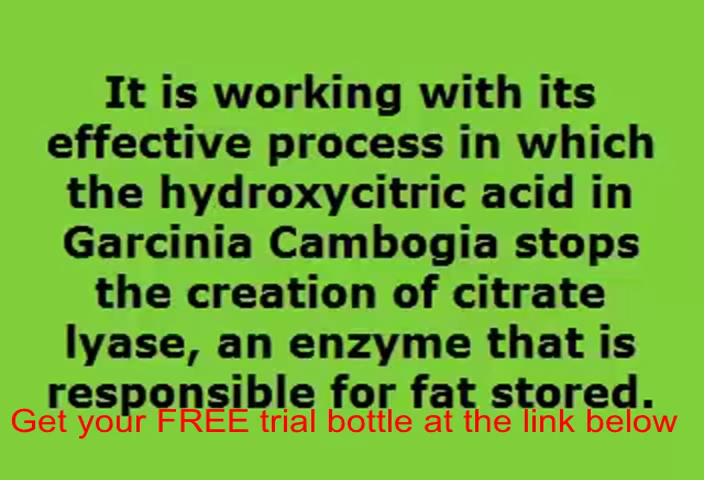 It is working with its
effective process in which
the hydroxycitric acid in
Garcinia Cambogia stops
the creation of citrate
lyase, an enzyme that is
responsible for fat stored.
Get your FREE trial bottle at the link below